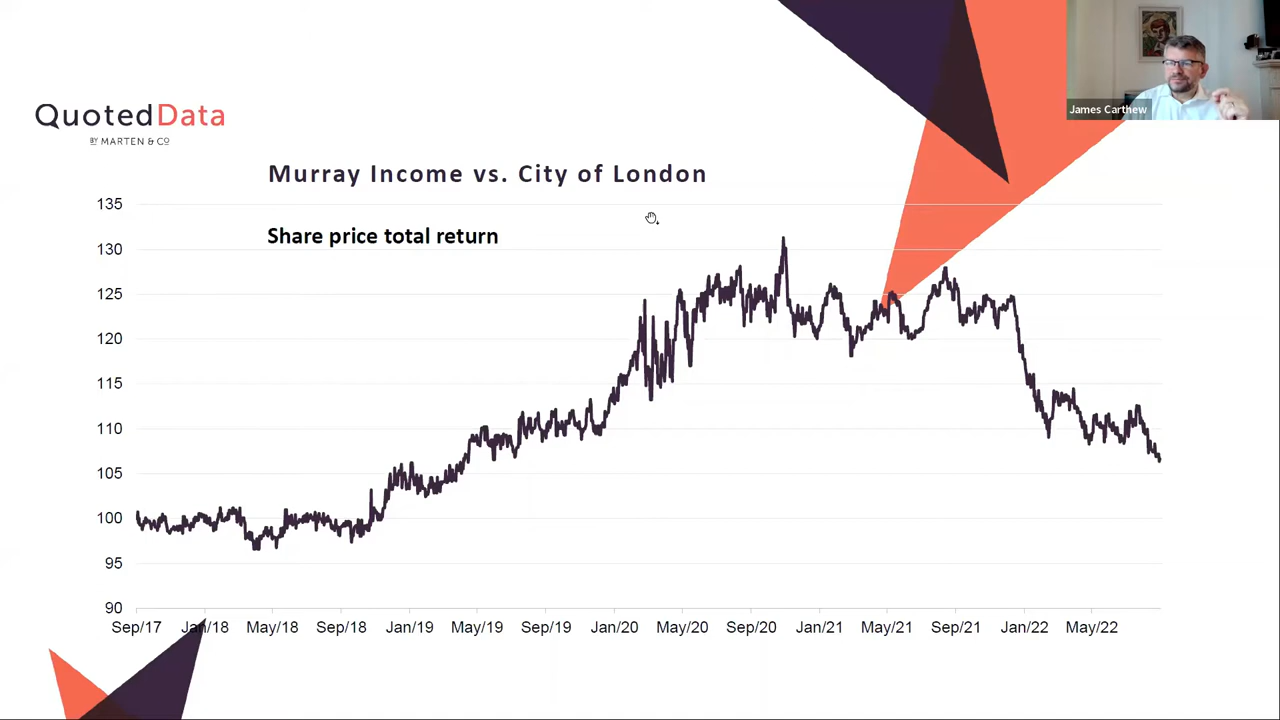 James Carthew
QuotedData
BY MARTEN & CO
Murray Income vs. City of London
Share price total return
135
130
125
120
115
110
105
100
95
90
Sep/17 Jan/18 May/18 Sep/18 Jan/19 May/19 Sep/19 Jan/20 May/20 Sep/20 Jan/21 May/21 Sep/21 Jan/22 May/22